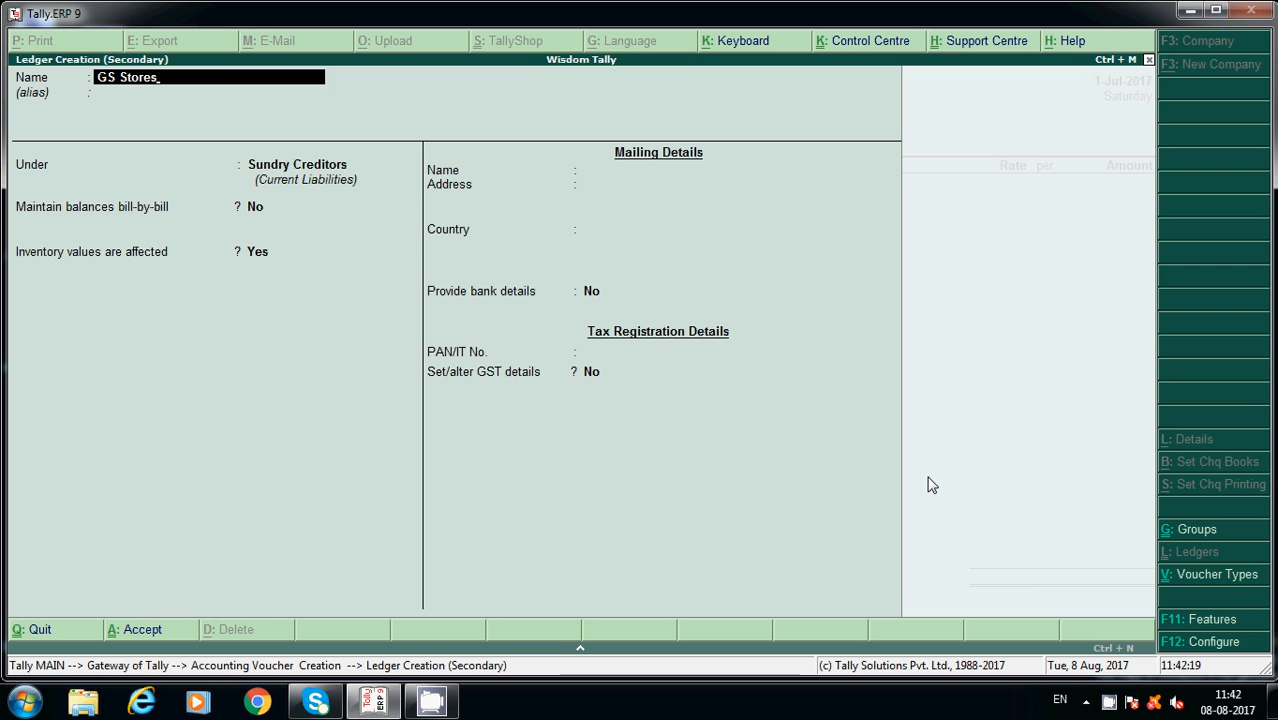 Tally.ERP 9
P: Print E: Export M: E-Mail O: Upload S: TallyShop G: Language K: Keyboard K: Control Centre H: Support Centre H: Help F3: Company
Ledger Creation (Secondary) Wisdom Tally Ctrl + M
F3: New Company
Name : GS Stores_
(alias) :
1-Jul-2017
Saturday
Mailing Details
Under : Sundry Creditors
(Current Liabilities)
Rate per Amount
Name :
Address :
Maintain balances bill-by-bill ? No
Country :
Inventory values are affected ? Yes
Provide bank details : No
Tax Registration Details
PAN/IT No. :
Set/alter GST details ? No
L: Details
B: Set Chq Books
S: Set Chq Printing
G: Groups
L: Ledgers
V: Voucher Types
F11: Features
F12: Configure
Q: Quit A: Accept D: Delete
Ctrl + N
Tally MAIN --> Gateway of Tally --> Accounting Voucher Creation --> Ledger Creation (Secondary) (c) Tally Solutions Pvt. Ltd., 1988-2017 Tue, 8 Aug, 2017 11:42:19
EN 11:42
08-08-2017